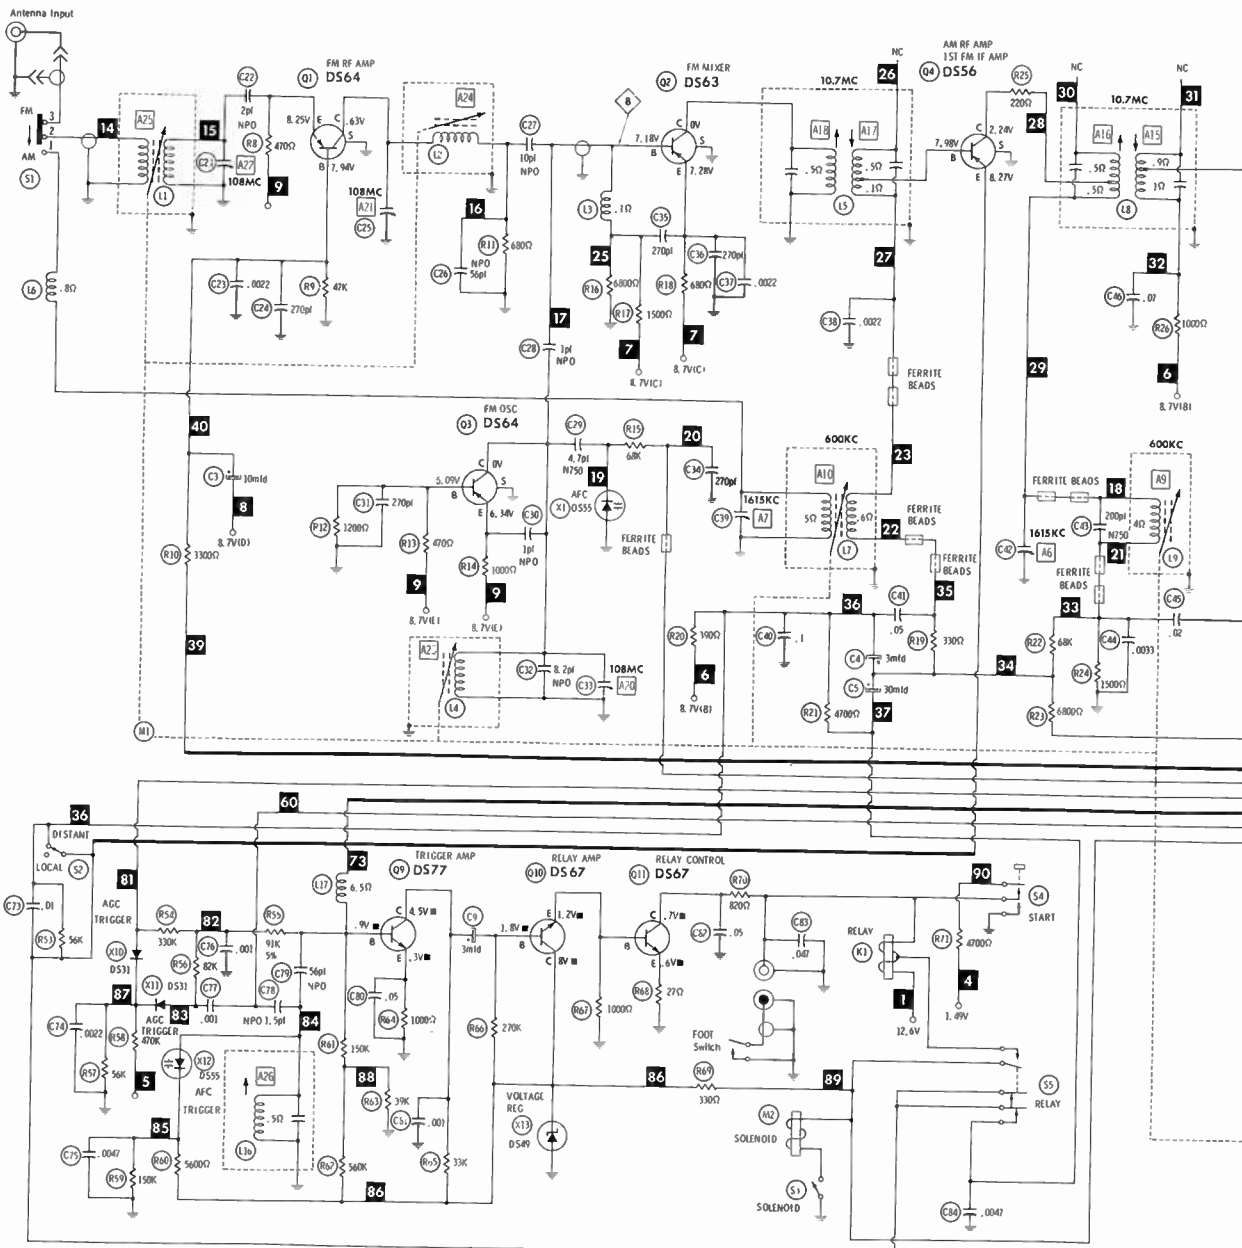 Antenna Input
FM
3
2
1
AM
S1
14
A25
L1
15
C21
A22
108MC
C22
2pf
NPO
R8
470Ω
9
Q1
FM RF AMP
DS64
8.25V
E
C
.63V
S
B
7.94V
A24
L2
108MC
A21
C25
C27
10pf
NPO
16
R11
680Ω
NPO
56pf
C26
8
Q2
FM MIXER
DS63
7.18V
B
C
0V
S
E
7.28V
L3
.1Ω
25
R16
6800Ω
C35
270pf
R17
1500Ω
R18
680Ω
C36
270pf
C37
.0022
7
8.7V(C)
7
8.7V(C)
10.7MC
A18
A17
.5Ω
.5Ω
.1Ω
L5
26
NC
Q4
AM RF AMP
1ST FM IF AMP
DS56
7.98V
B
C
2.24V
S
E
8.27V
R25
220Ω
28
NC
30
10.7MC
NC
31
A16
A15
.5Ω
.5Ω
.9Ω
.1Ω
L8
32
C46
R26
1000Ω
6
8.7V(B)
L6
.8Ω
C23
.0022
C24
270pf
R9
47K
17
C28
1pf
NPO
27
C38
.0022
FERRITE
BEADS
29
40
C3
10mfd
8
8.7V(D)
R10
3300Ω
39
Q3
FM OSC
DS64
5.09V
B
C
0V
S
E
6.34V
C29
4.7pf
N750
R15
68K
20
C34
270pf
19
AFC
X1
DS55
FERRITE
BEADS
C31
270pf
R12
1200Ω
R13
470Ω
R14
1000Ω
C30
1pf
NPO
9
8.7V(E)
9
8.7V(E)
600KC
A10
1615KC
A7
C39
.5Ω
.6Ω
L7
23
22
FERRITE
BEADS
FERRITE
BEADS
35
600KC
A9
FERRITE BEADS
18
1615KC
A6
C42
200pf
C43
N750
21
4Ω
L9
FERRITE
BEADS
33
C45
.02
R22
68K
R24
1500Ω
C44
.0033
R23
6800Ω
34
A23
L4
C32
8.2pf
NPO
C33
108MC
A20
R20
390Ω
6
8.7V(B)
C40
.1
36
C41
.05
R19
330Ω
C4
3mfd
C5
30mfd
R21
4700Ω
37
M1
36
DISTANT
LOCAL
S2
60
C73
.01
R53
56K
81
AGC
TRIGGER
X10
DS31
R54
330K
82
R55
91K
5%
R56
82K
C76
.001
C79
56pf
NPO
87
X11
DS31
C77
.001
83
AGC
TRIGGER
C78
NPO 1.5pf
84
C74
.0022
R57
56K
R58
470K
5
X12
DS55
AFC
TRIGGER
A26
.5Ω
L16
85
C75
.0047
R59
150K
R60
5600Ω
73
L17
6.5Ω
Q9
TRIGGER AMP
DS77
.9V
B
C
4.5V
E
.3V
C80
.05
R64
1000Ω
R61
150K
88
R63
39K
C81
.001
R62
560K
R65
33K
86
C9
3mfd
R66
270K
Q10
RELAY AMP
DS67
1.8V
B
E
1.2V
C
.8V
R67
1000Ω
VOLTAGE
REG
X13
DS49
Q11
RELAY CONTROL
DS67
B
C
.7V
E
.6V
R68
27Ω
C82
.05
R70
820Ω
C83
.047
FOOT
Switch
86
R69
330Ω
89
M2
SOLENOID
S3
SOLENOID
RELAY
K1
1
12.6V
90
R71
4700Ω
4
1.49V
S4
START
S5
RELAY
C84
.0047